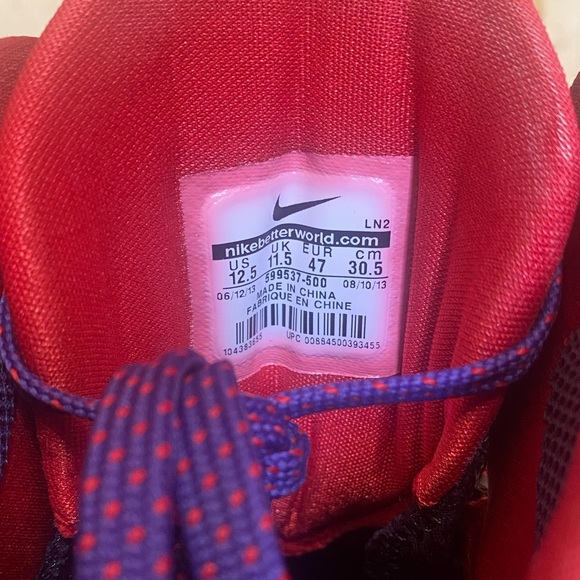 LN2
nikebetterworld.com
US UK EUR cm
12.5 11.5 47 30.5
599537-500
06/12/13 08/10/13
MADE IN CHINA
FABRIQUE EN CHINE
UPC 00884500393455